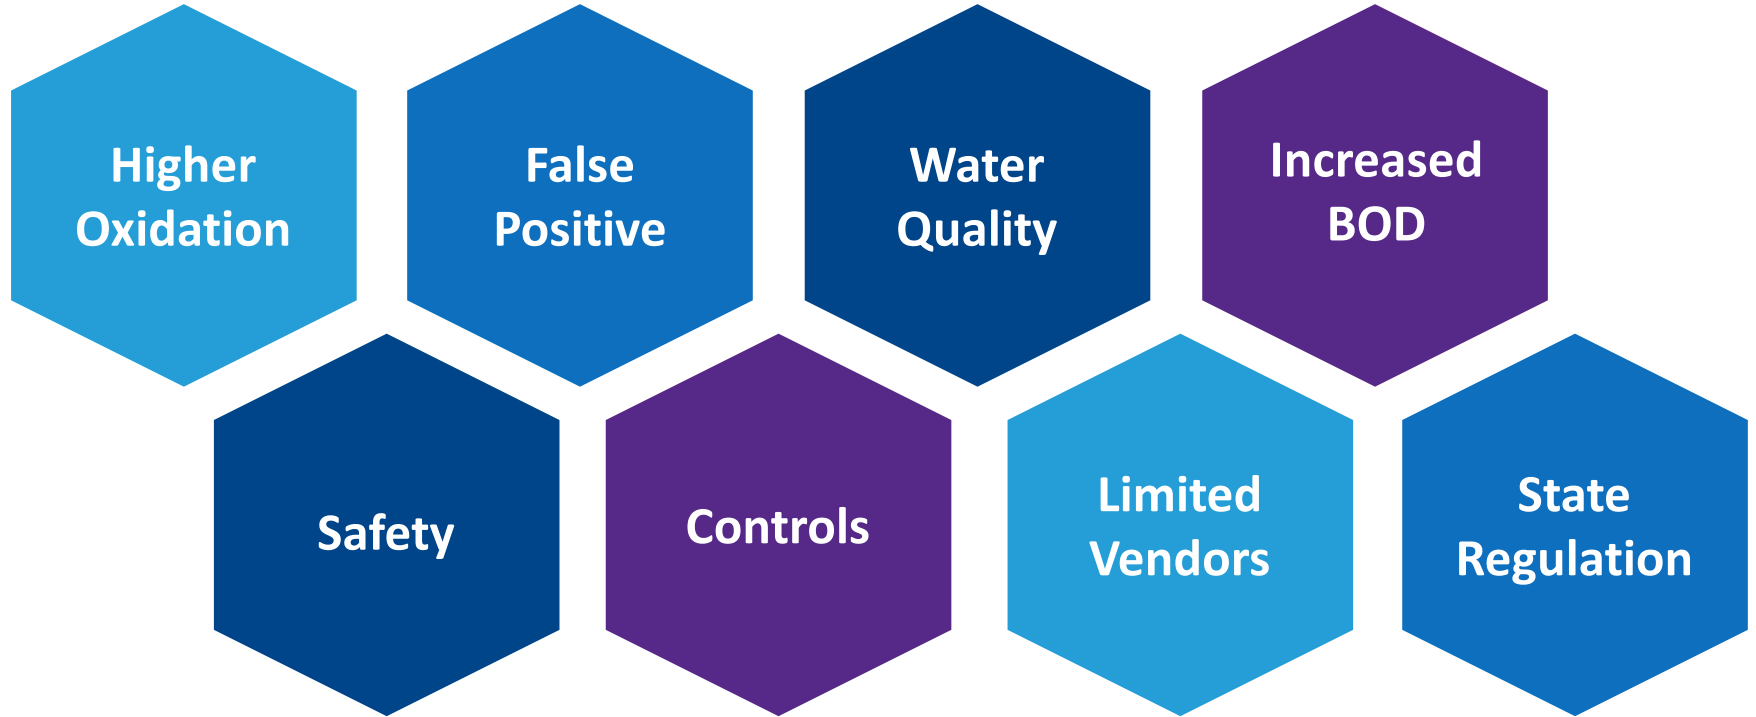 Higher
Oxidation
False
Positive
Water
Quality
Increased
BOD
Safety
Controls
Limited
Vendors
State
Regulation